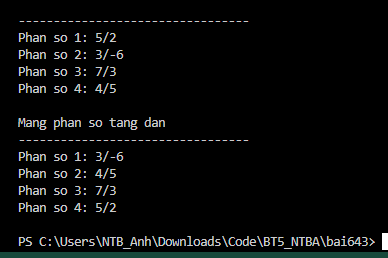 ---------------------------------
Phan so 1: 5/2
Phan so 2: 3/-6
Phan so 3: 7/3
Phan so 4: 4/5
Mang phan so tang dan
---------------------------------
Phan so 1: 3/-6
Phan so 2: 4/5
Phan so 3: 7/3
Phan so 4: 5/2
PS C:\Users\NTB_Anh\Downloads\Code\BT5_NTBA\bai643>